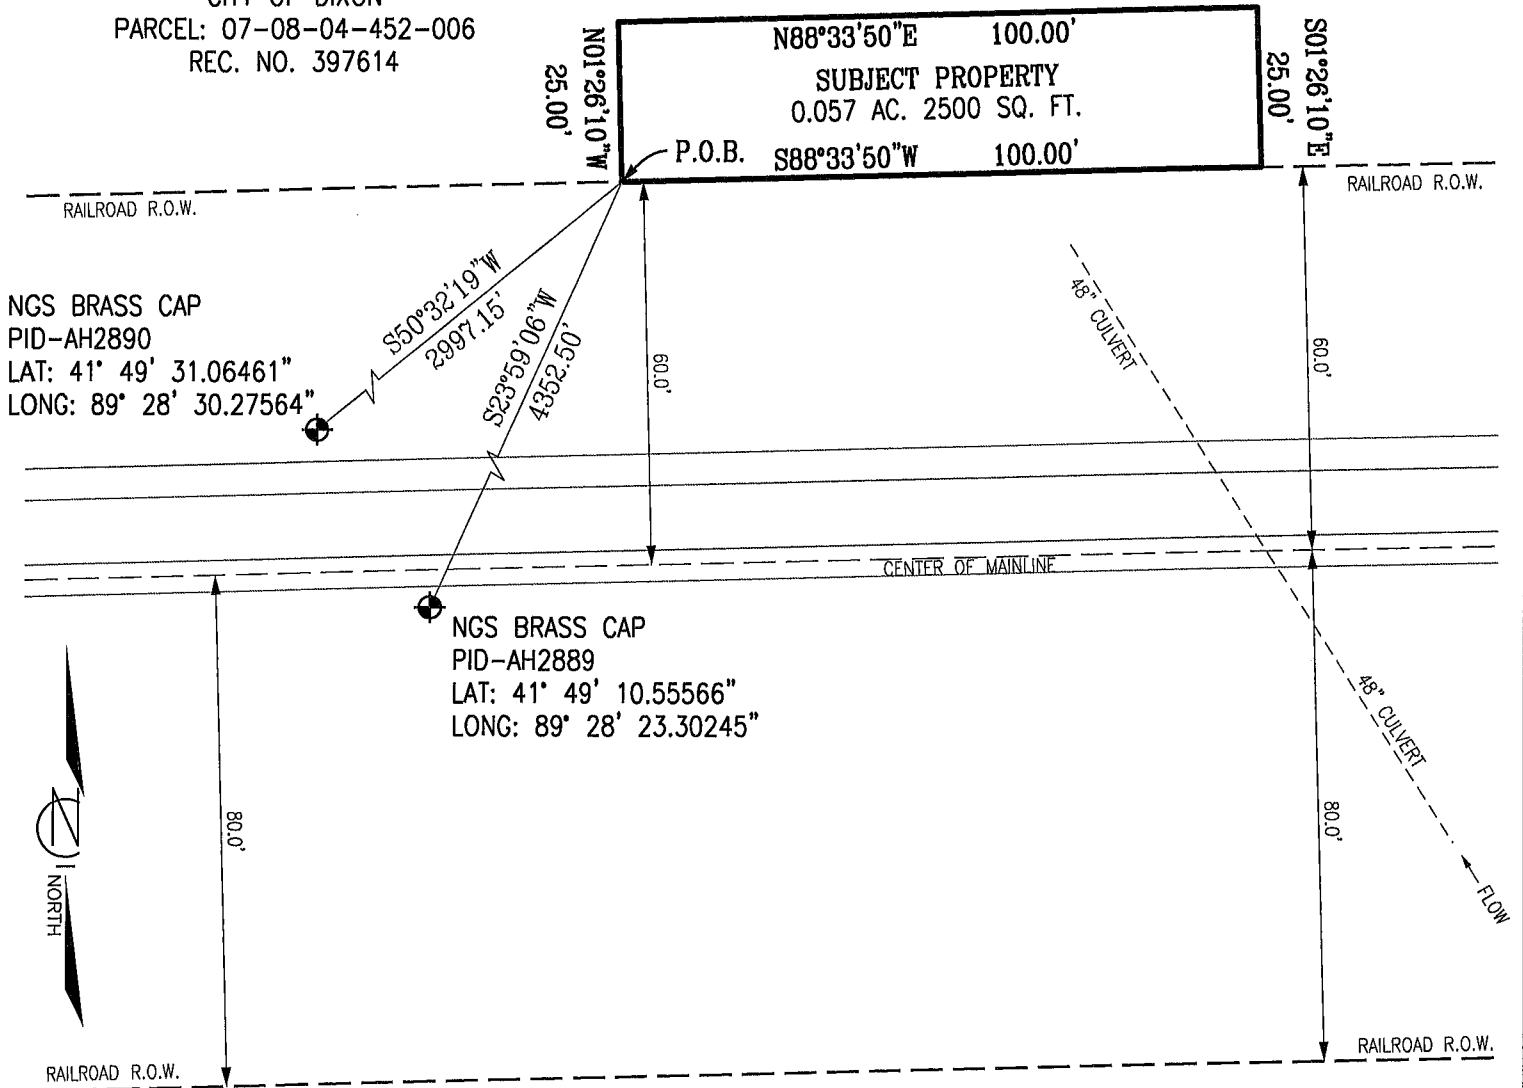 CITY OF DIXON
PARCEL: 07-08-04-452-006
REC. NO. 397614
N01°26'10"W
25.00'
N88°33'50"E 100.00'
SUBJECT PROPERTY
0.057 AC. 2500 SQ. FT.
P.O.B. S88°33'50"W 100.00'
S01°26'10"E
25.00'
RAILROAD R.O.W.
RAILROAD R.O.W.
S50°32'19"W
2997.15'
S23°59'06"W
4352.50'
60.0'
48" CULVERT
60.0'
NGS BRASS CAP
PID-AH2890
LAT: 41° 49' 31.06461"
LONG: 89° 28' 30.27564"
CENTER OF MAINLINE
NGS BRASS CAP
PID-AH2889
LAT: 41° 49' 10.55566"
LONG: 89° 28' 23.30245"
48" CULVERT
80.0'
80.0'
FLOW
N
NORTH
RAILROAD R.O.W.
RAILROAD R.O.W.